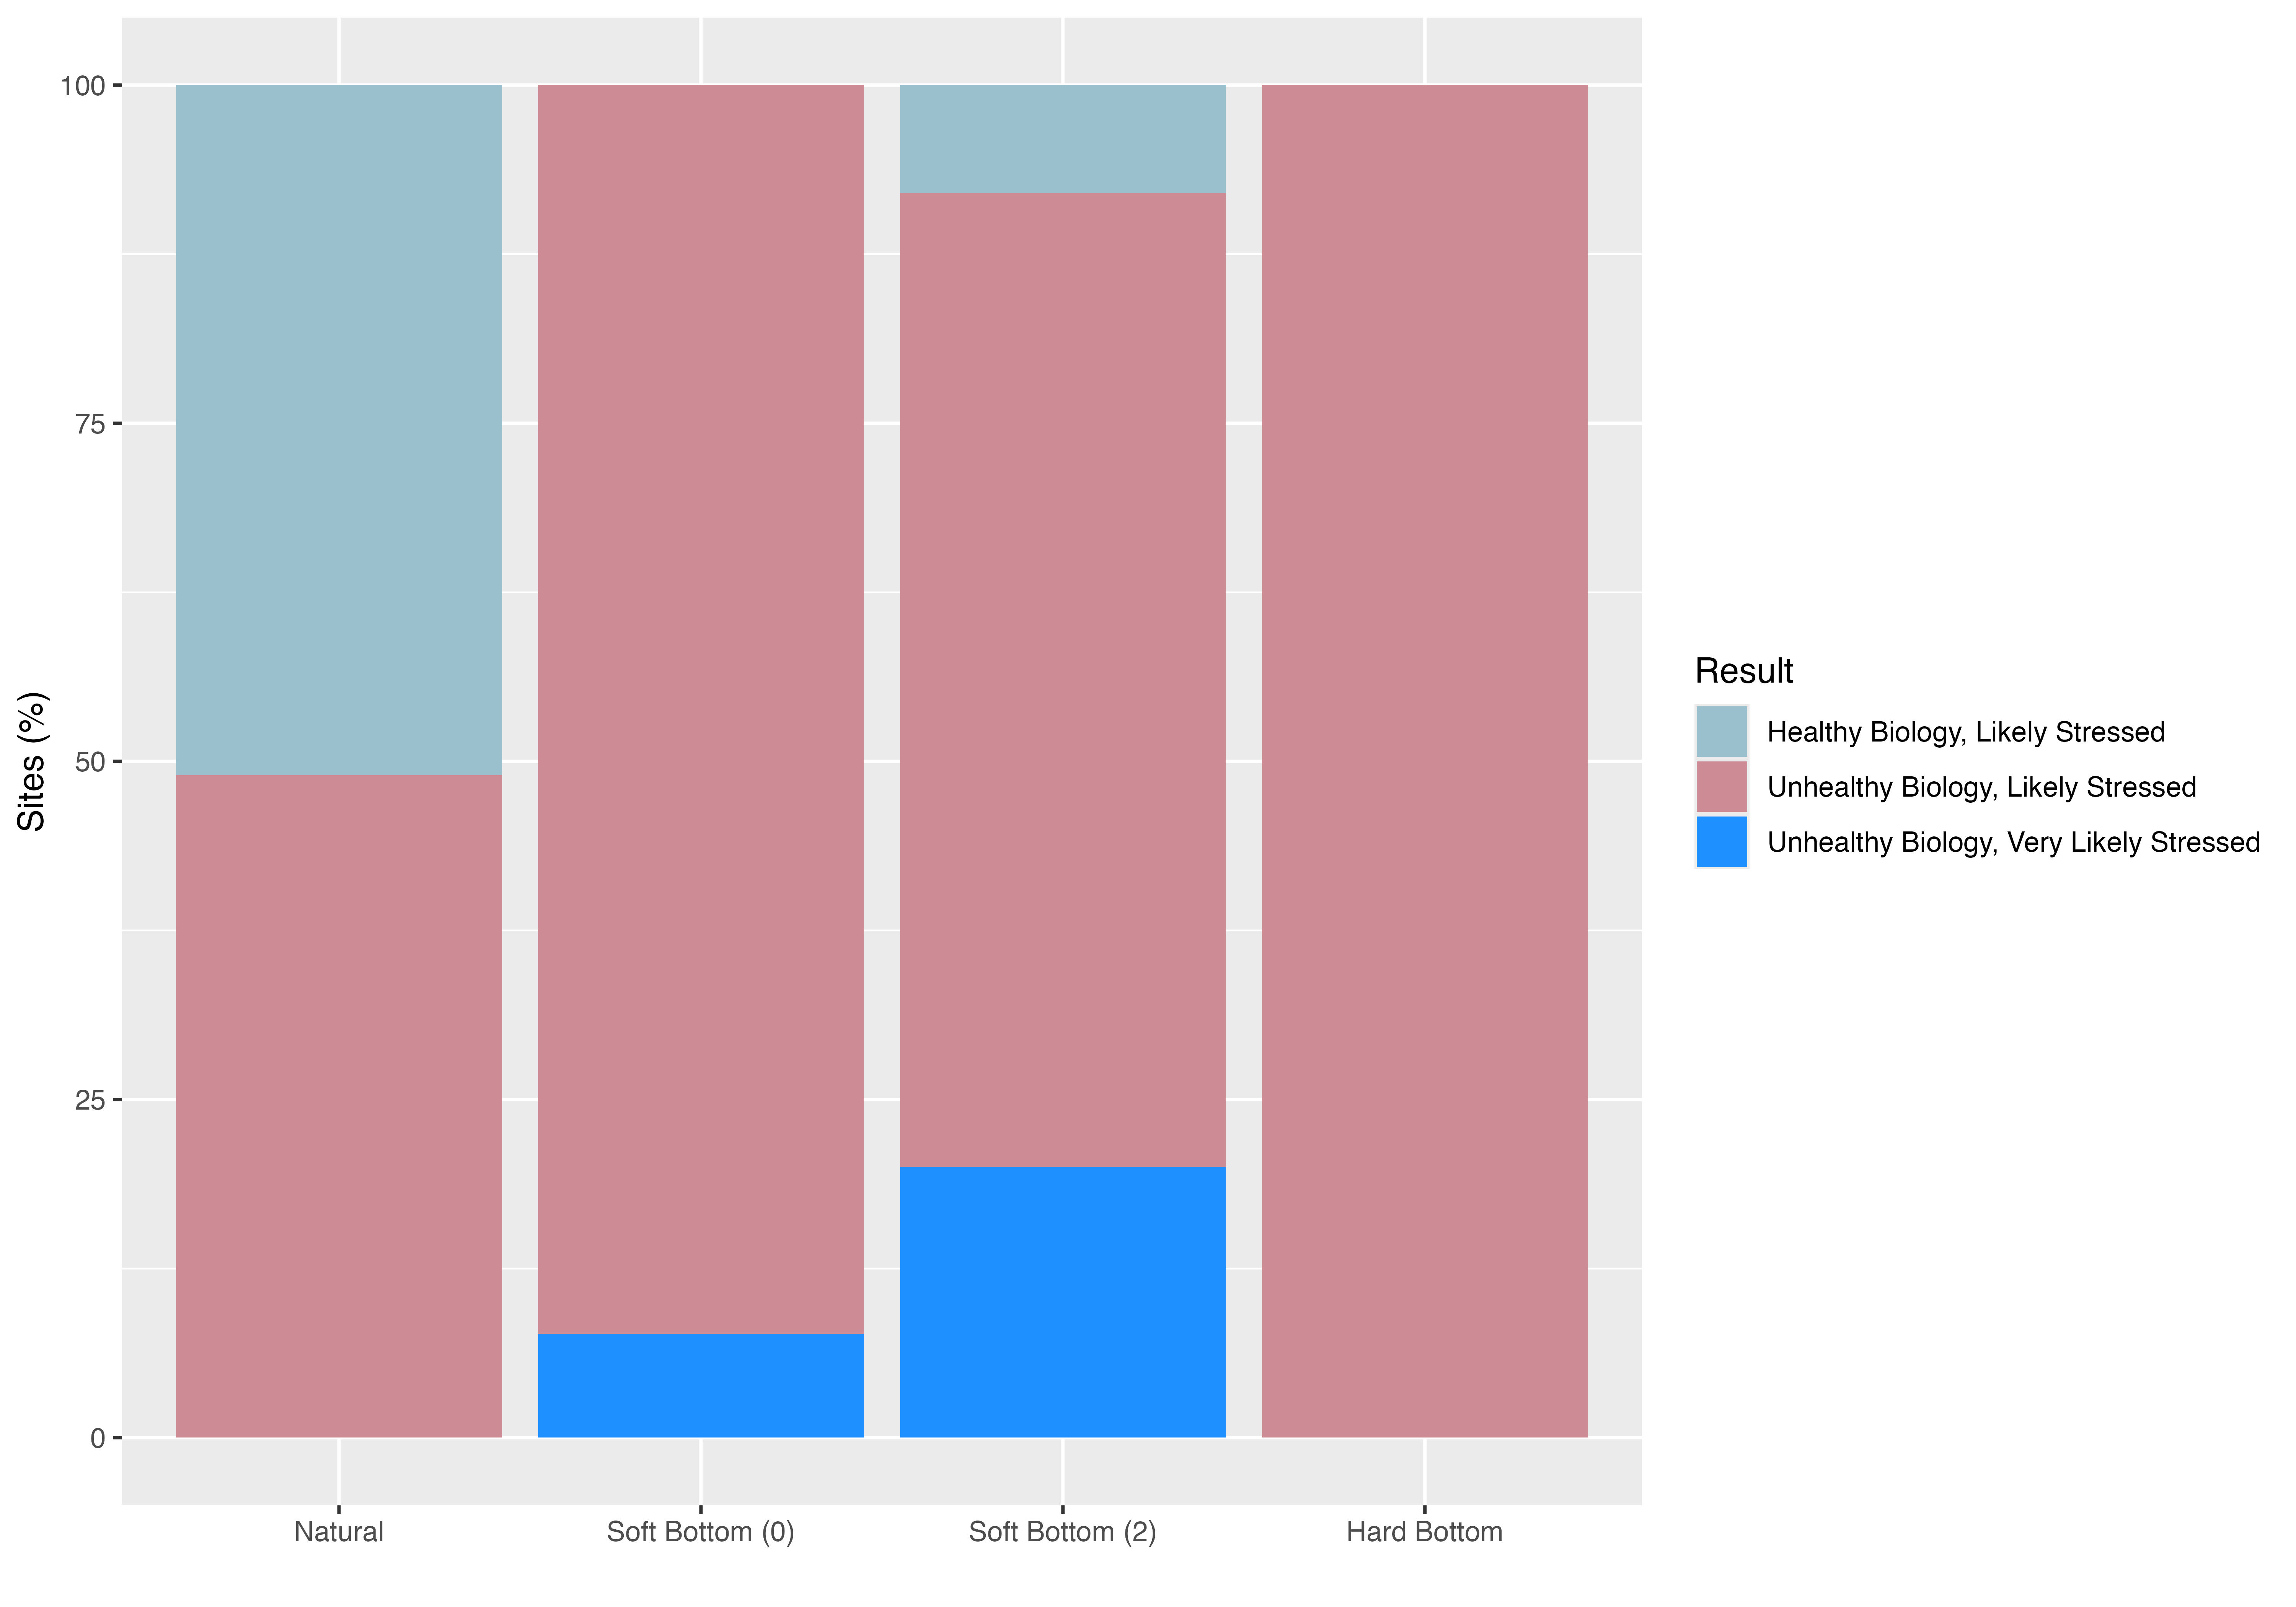 Sites (%)
100
75
50
25
0
Natural
Soft Bottom (0)
Soft Bottom (2)
Hard Bottom
Result
Healthy Biology, Likely Stressed
Unhealthy Biology, Likely Stressed
Unhealthy Biology, Very Likely Stressed